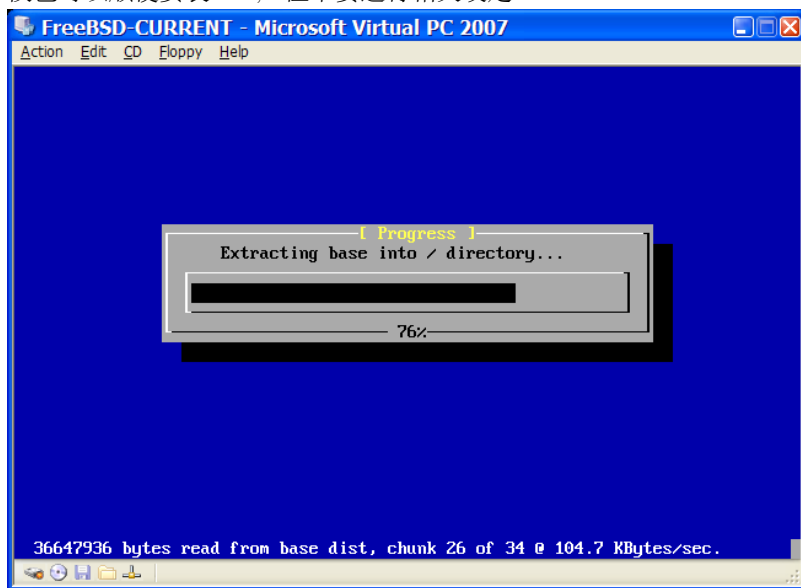 FreeBSD-CURRENT - Microsoft Virtual PC 2007
Action Edit CD Floppy Help
[ Progress ]
Extracting base into / directory...
76%
36647936 bytes read from base dist, chunk 26 of 34 @ 104.7 KBytes/sec.